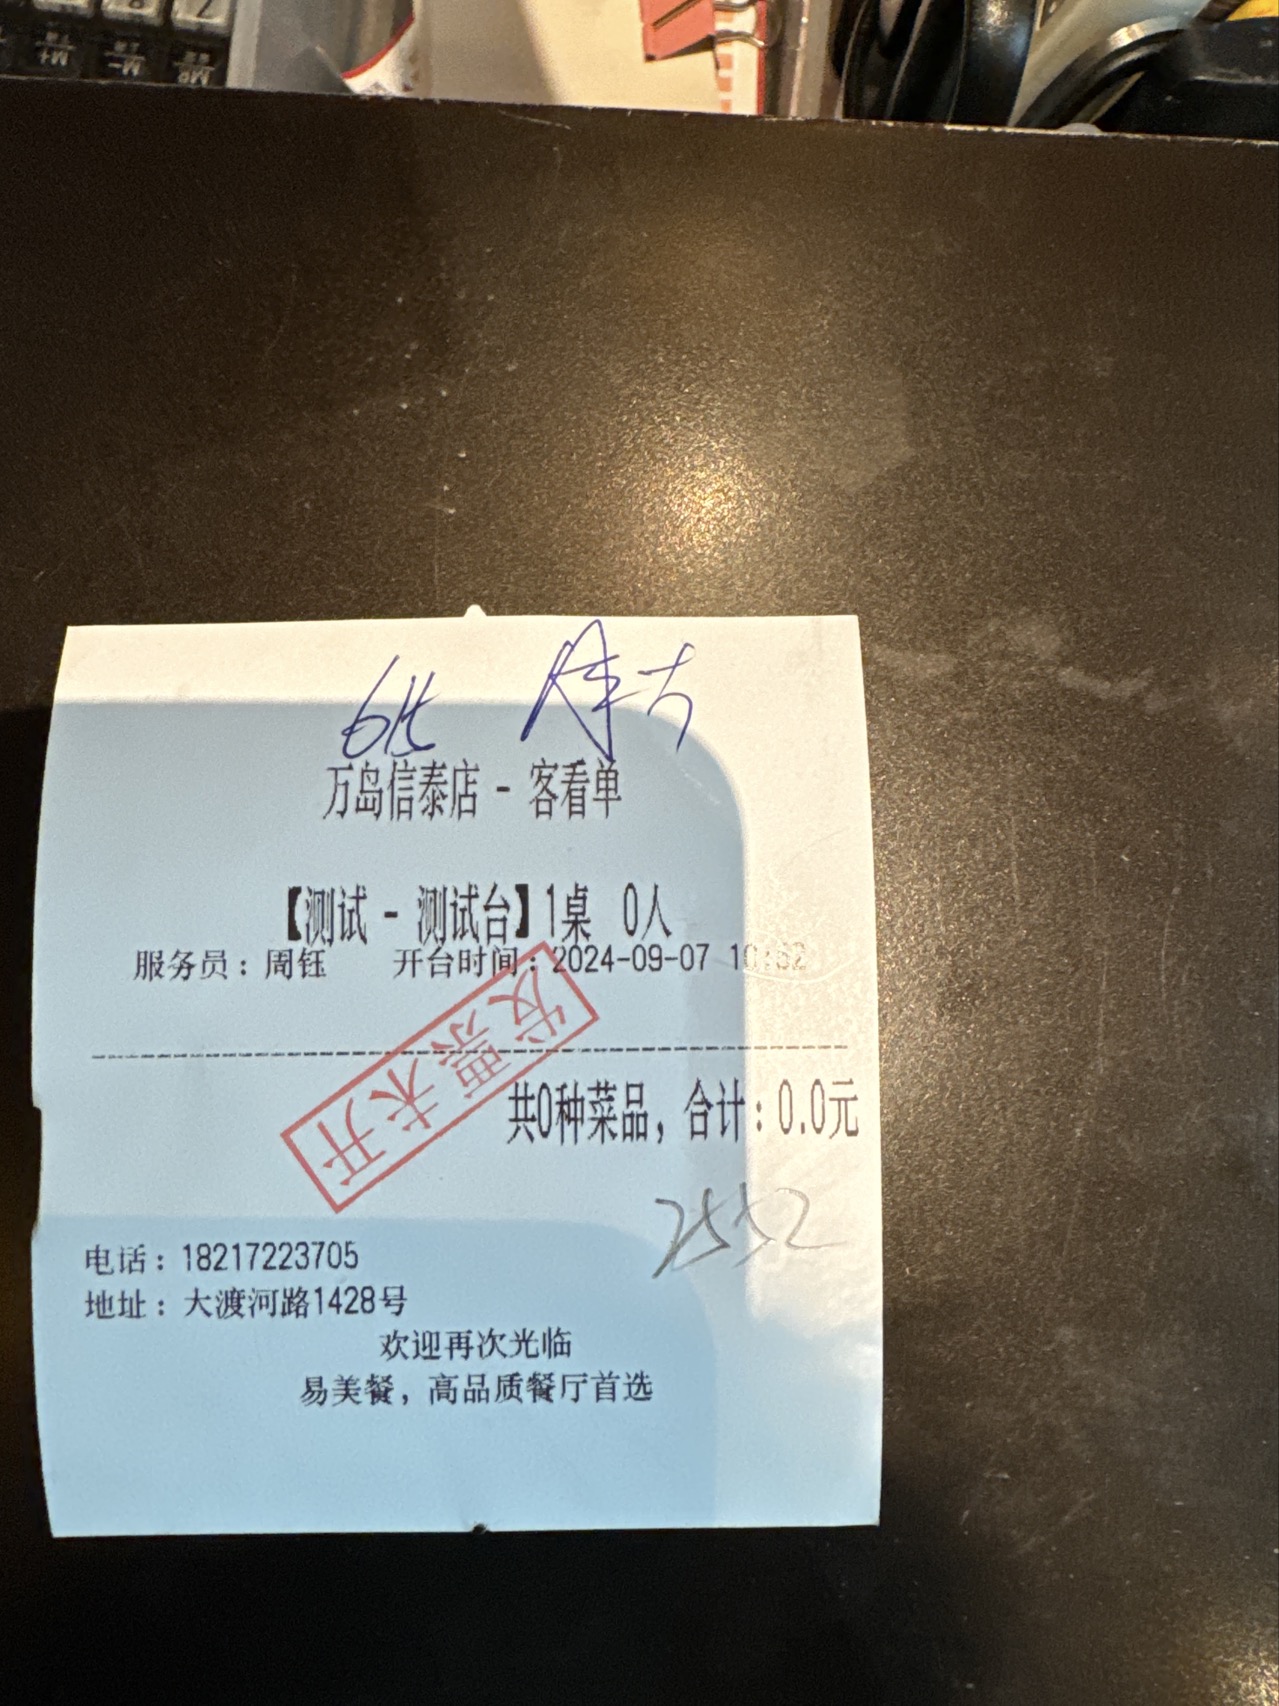 万岛信泰店 - 客看单
【测试 - 测试台】1桌 0人
服务员：周钰 开台时间：2024-09-07
发票未开
共0种菜品，合计：0.0元
2552
电话：18217223705
地址：大渡河路1428号
欢迎再次光临
易美餐，高品质餐厅首选